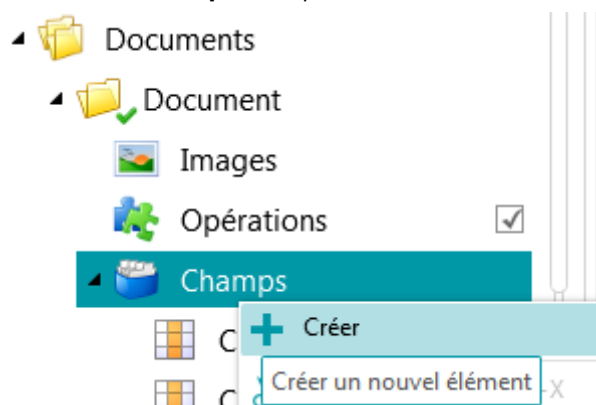 Documents
Document
Images
Opérations
Champs
Créer
C
Créer un nouvel élément
-X
C